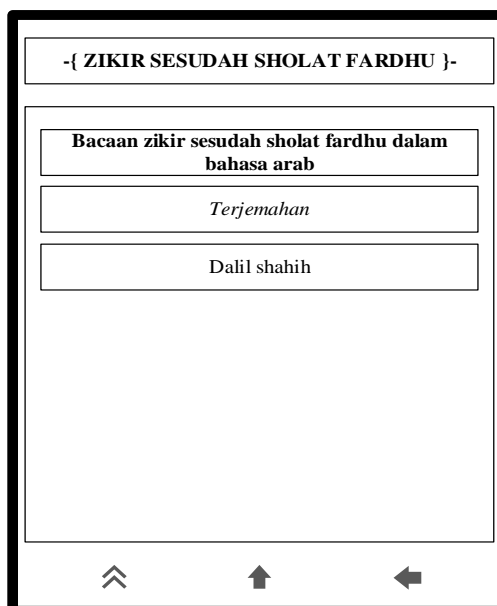 -{ ZIKIR SESUDAH SHOLAT FARDHU }-
Bacaan zikir sesudah sholat fardhu dalam
bahasa arab
Terjemahan
Dalil shahih